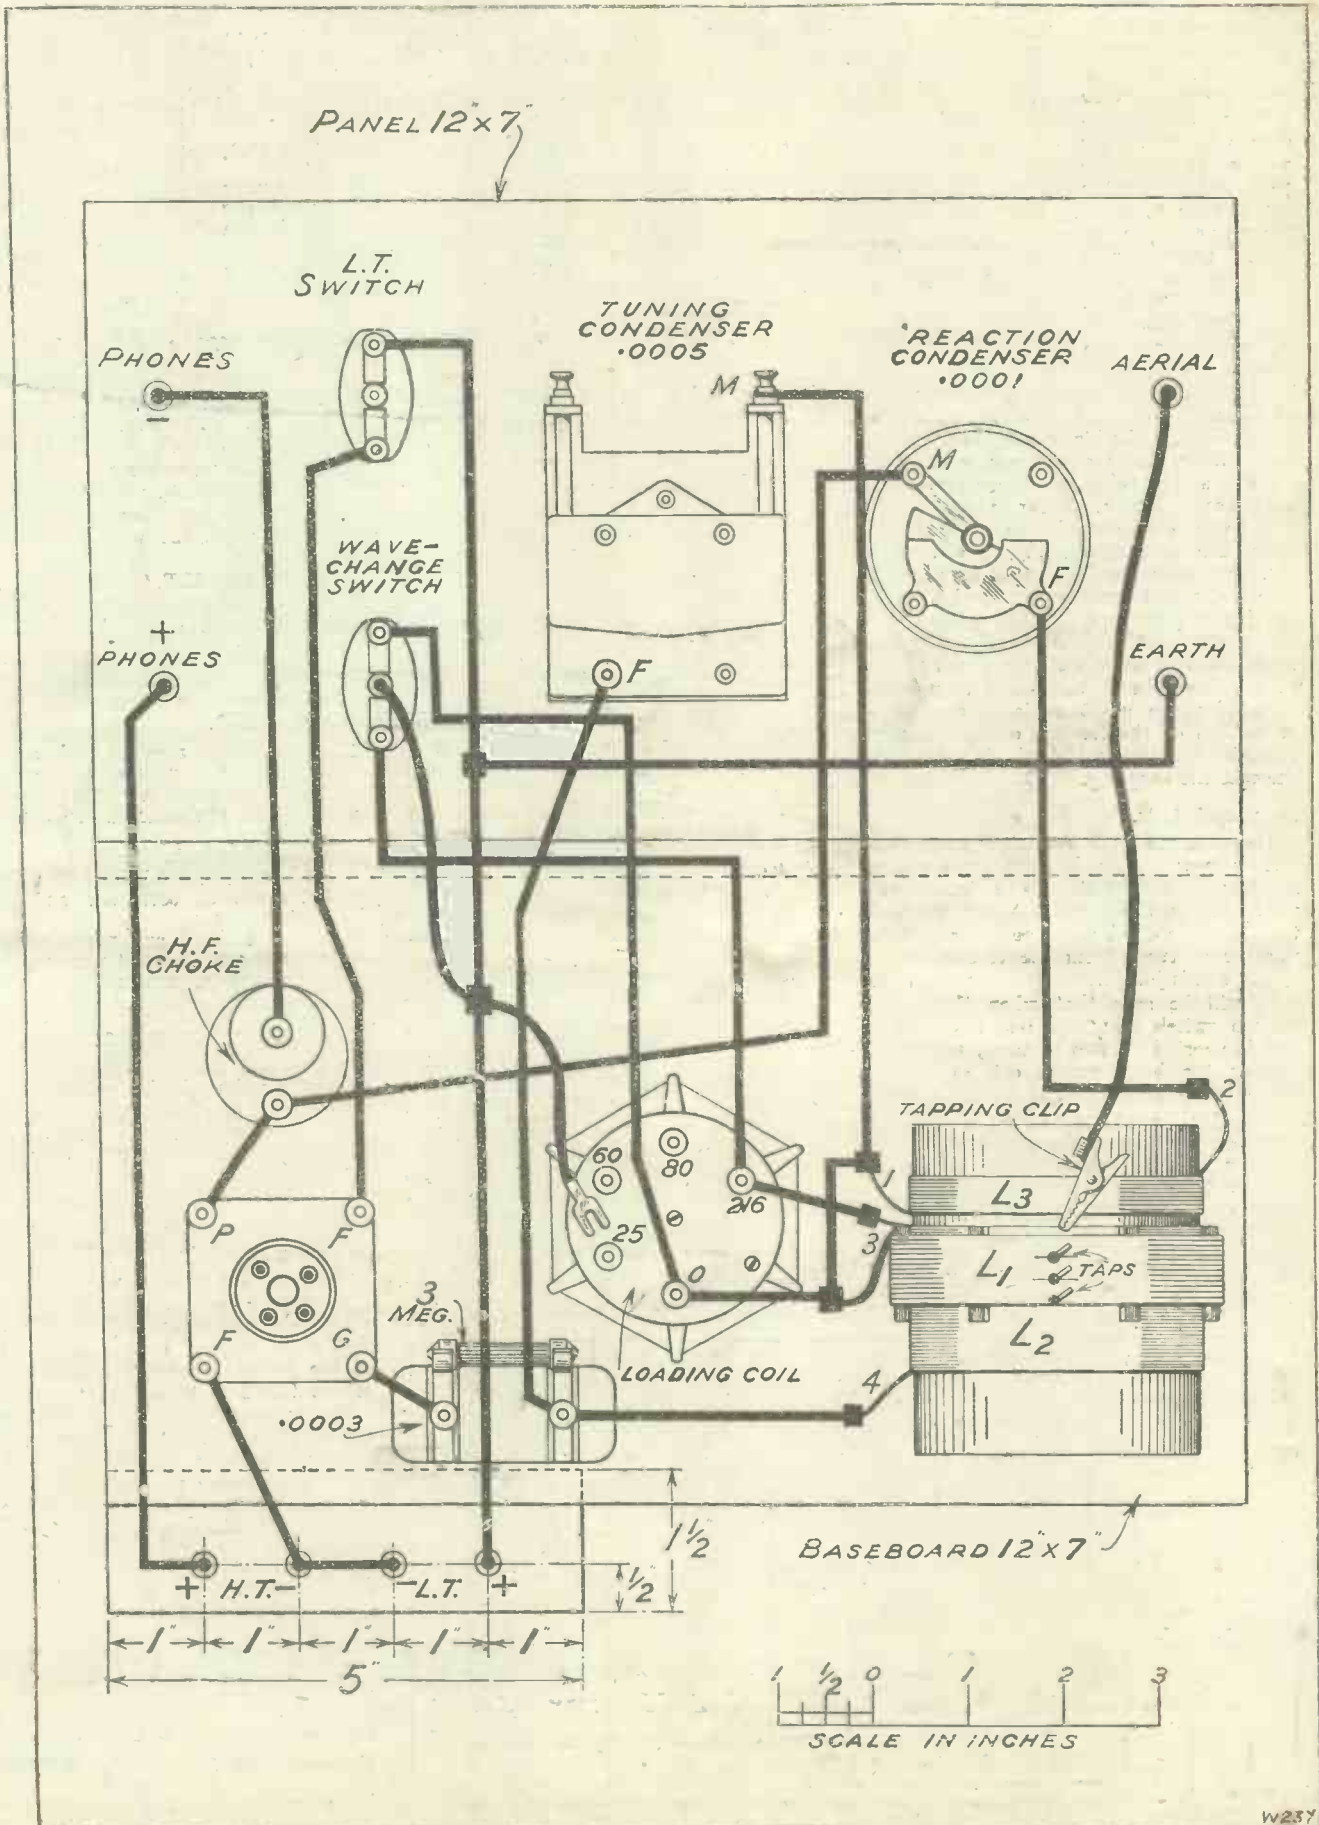 PANEL 12"x7"
L.T.
SWITCH
TUNING
CONDENSER
.0005
REACTION
CONDENSER
.0001
PHONES
−
M
AERIAL
M
WAVE-
CHANGE
SWITCH
F
+
PHONES
F
EARTH
H.F.
CHOKE
TAPPING CLIP
2
60
80
216
25
0
1
3
L3
L1
TAPS
L2
P
F
F
G
3
MEG.
LOADING COIL
4
.0003
1½"
BASEBOARD 12"x7"
½"
+ H.T. − − L.T. +
1" 1" 1" 1" 1"
5"
1 ½ 0 1 2 3
SCALE IN INCHES